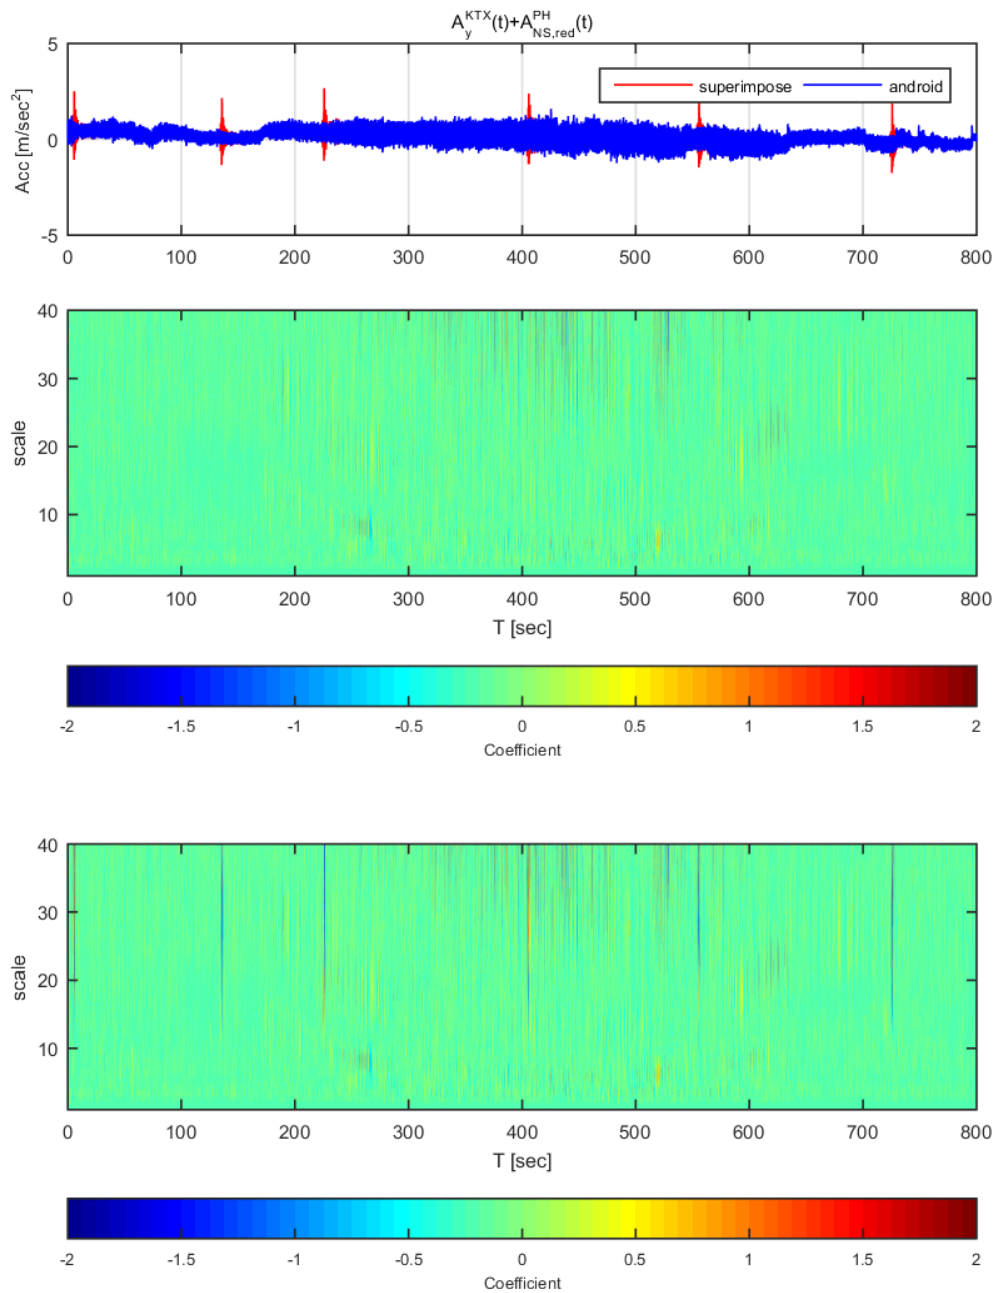 A_y^KTX(t)+A_NS,red^PH(t)
5
0
-5
Acc [m/sec²]
superimpose android
0 100 200 300 400 500 600 700 800
40
30
20
10
scale
0 100 200 300 400 500 600 700 800
T [sec]
-2 -1.5 -1 -0.5 0 0.5 1 1.5 2
Coefficient
40
30
20
10
scale
0 100 200 300 400 500 600 700 800
T [sec]
-2 -1.5 -1 -0.5 0 0.5 1 1.5 2
Coefficient